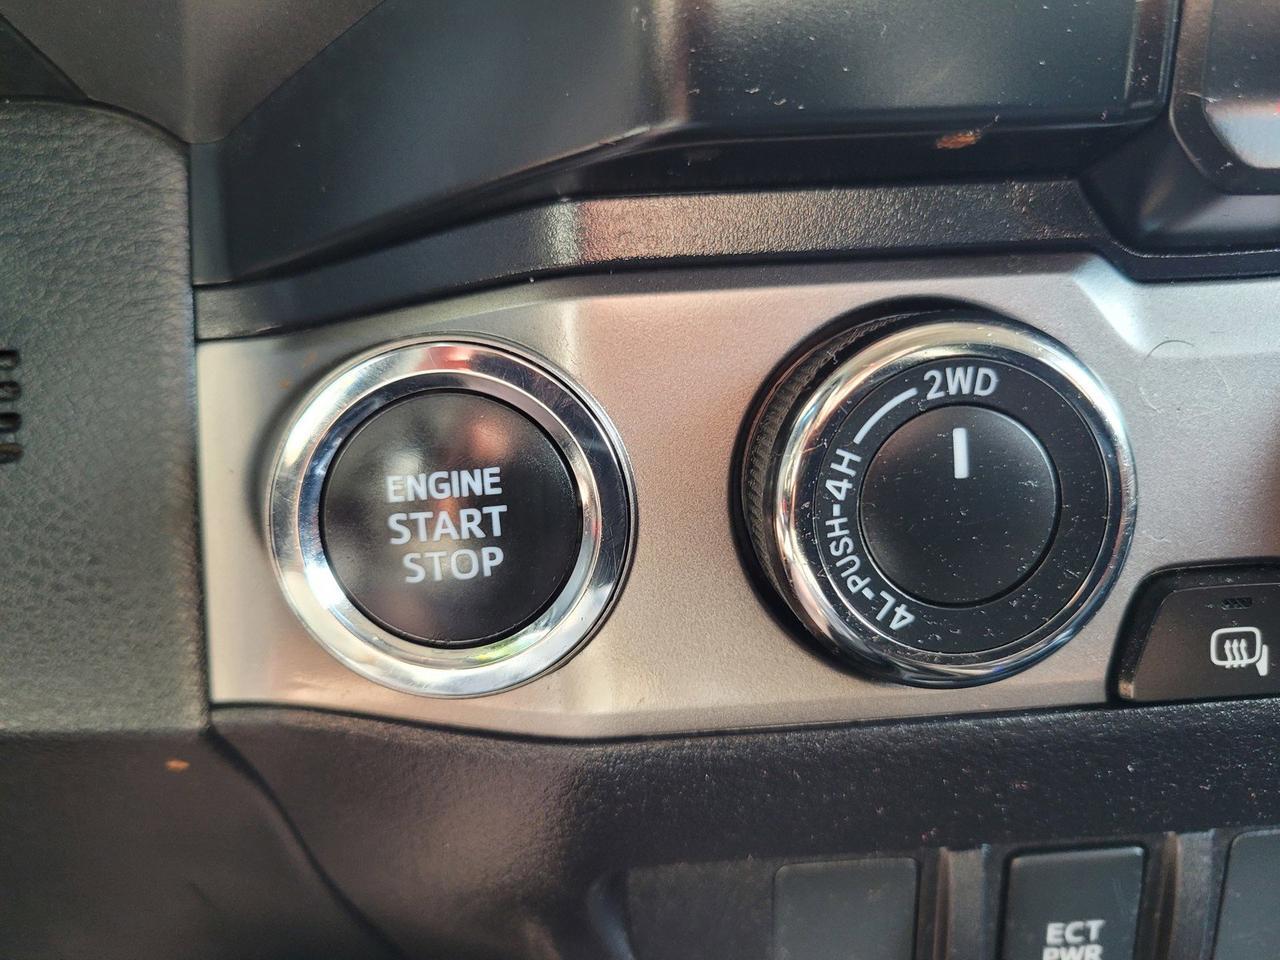 ENGINE
START
STOP
2WD
4L-PUSH-4H
ECT
PWR